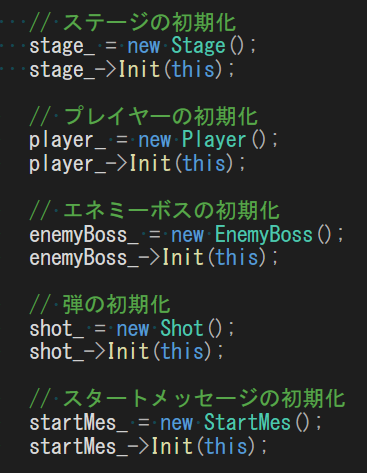 // ステージの初期化
stage_ = new Stage();
stage_->Init(this);
// プレイヤーの初期化
player_ = new Player();
player_->Init(this);
// エネミーボスの初期化
enemyBoss_ = new EnemyBoss();
enemyBoss_->Init(this);
// 弾の初期化
shot_ = new Shot();
shot_->Init(this);
// スタートメッセージの初期化
startMes_ = new StartMes();
startMes_->Init(this);